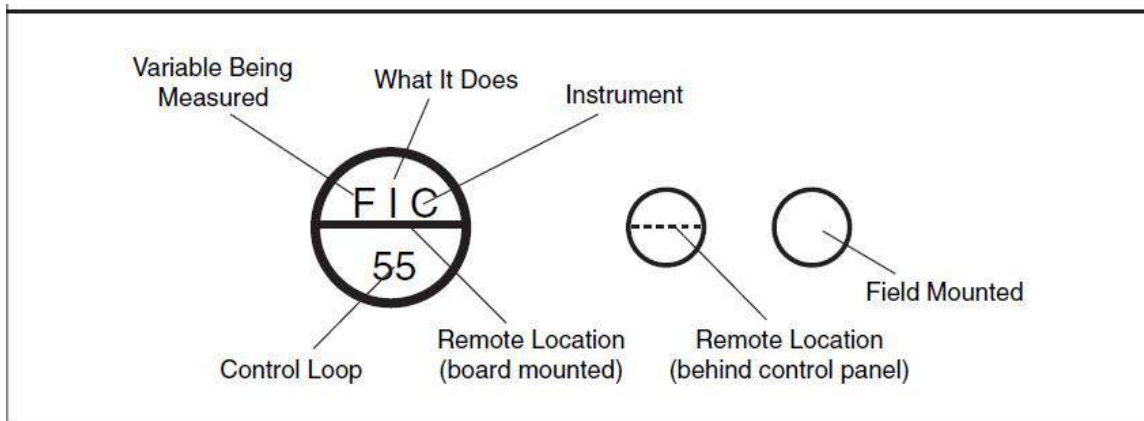 Variable Being
Measured
What It Does
Instrument
F I C
55
Control Loop
Remote Location
(board mounted)
Remote Location
(behind control panel)
Field Mounted